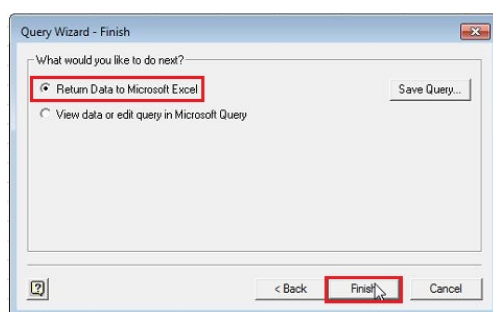 Query Wizard - Finish
What would you like to do next?
Return Data to Microsoft Excel
Save Query...
View data or edit query in Microsoft Query
?
< Back
Finish
Cancel